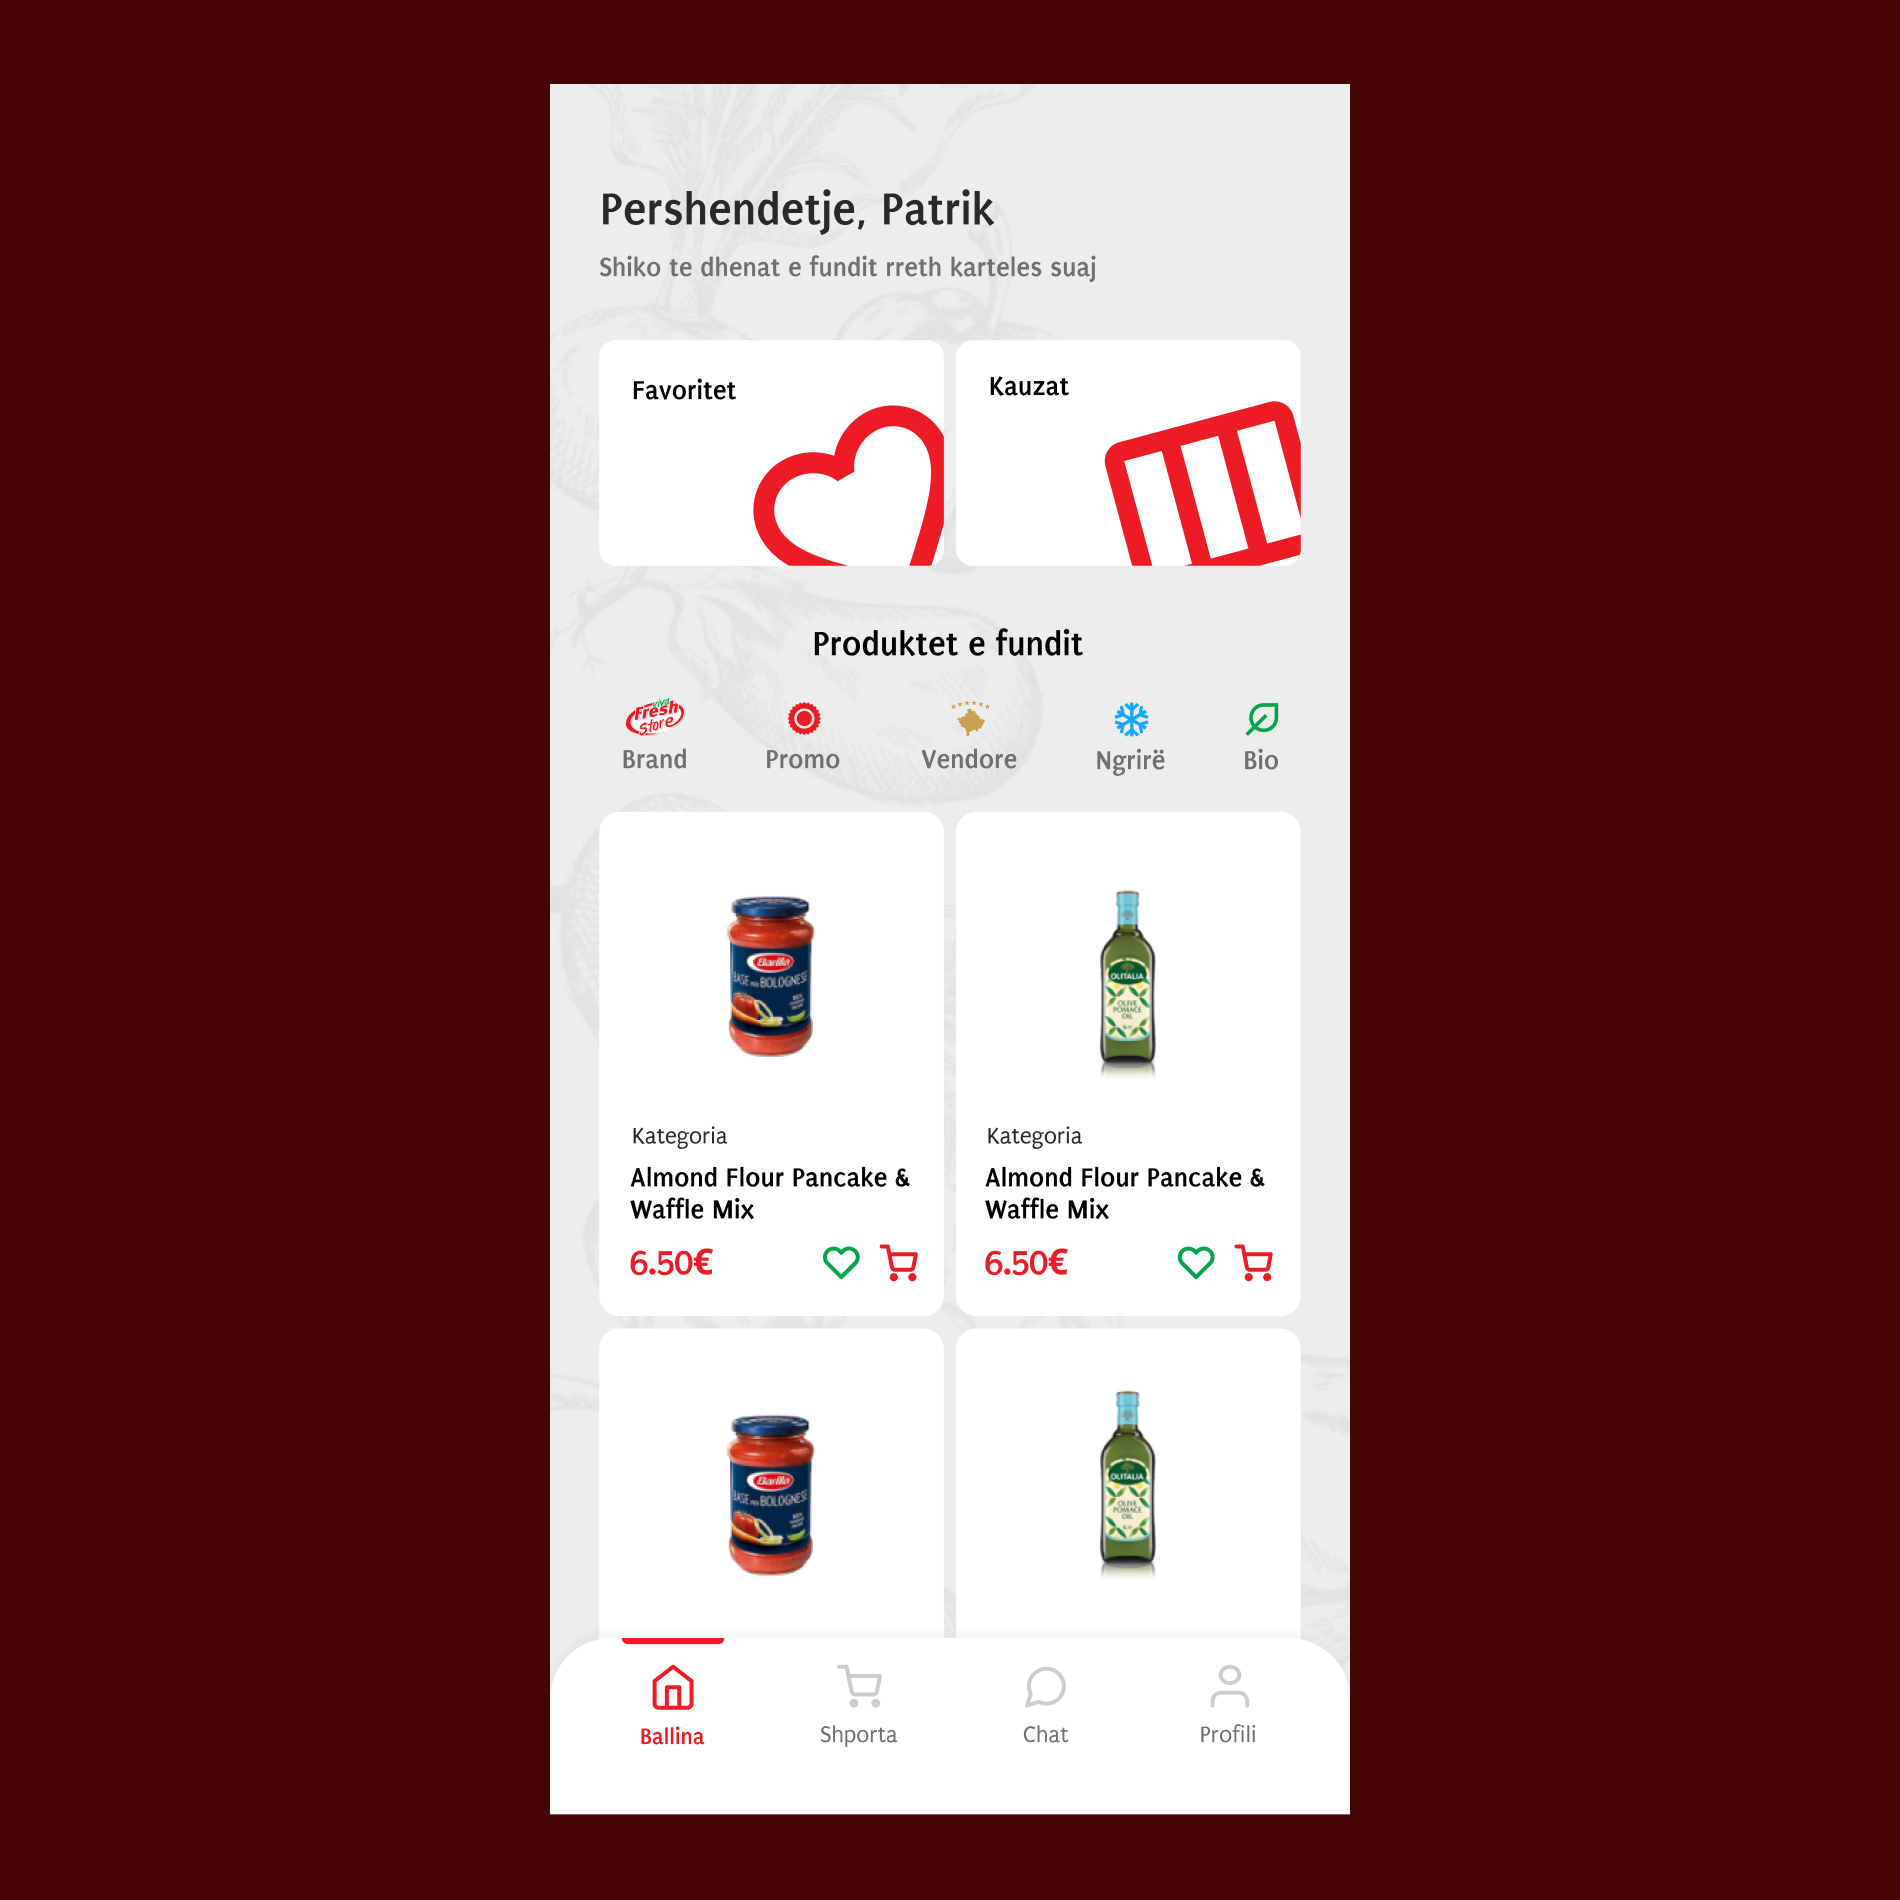 Pershendetje, Patrik
Shiko te dhenat e fundit rreth karteles suaj
Favoritet
Kauzat
Produktet e fundit
viva
Fresh
Store
Brand
Promo
Vendore
Ngrirë
Bio
Barilla
BASE PER BOLOGNESE
OLITALIA
OLIVE
POMACE
OIL
Kategoria
Almond Flour Pancake &
Waffle Mix
6.50€
Kategoria
Almond Flour Pancake &
Waffle Mix
6.50€
Barilla
BASE PER BOLOGNESE
OLITALIA
OLIVE
POMACE
OIL
Ballina
Shporta
Chat
Profili